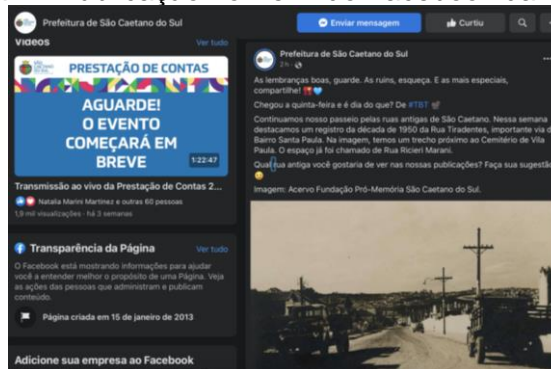 Prefeitura de São Caetano do Sul
Enviar mensagem
Curtiu
Vídeos
Ver tudo
PRESTAÇÃO DE CONTAS
AGUARDE!
O EVENTO
COMEÇARÁ EM
BREVE
1:22:47
Transmissão ao vivo da Prestação de Contas 2...
Natalia Marini Martinez e outras 60 pessoas
1,9 mil visualizações · há 3 semanas
Transparência da Página
Ver tudo
O Facebook está mostrando informações para ajudar
você a entender melhor o propósito de uma Página. Veja
as ações das pessoas que administram e publicam
conteúdo.
Página criada em 15 de janeiro de 2013
Adicione sua empresa ao Facebook
Prefeitura de São Caetano do Sul
2 h ·
As lembranças boas, guarde. As ruins, esqueça. E as mais especiais,
compartilhe!
Chegou a quinta-feira e é dia do que? De #TBT
Continuamos nosso passeio pelas ruas antigas de São Caetano. Nessa semana
destacamos um registro da década de 1950 da Rua Tiradentes, importante via d
Bairro Santa Paula. Na imagem, temos um trecho próximo ao Cemitério de Vila
Paula. O espaço já foi chamado de Rua Ricieri Marani.
Qual rua antiga você gostaria de ver nas nossas publicações? Faça sua sugestão
Imagem: Acervo Fundação Pró-Memória São Caetano do Sul.